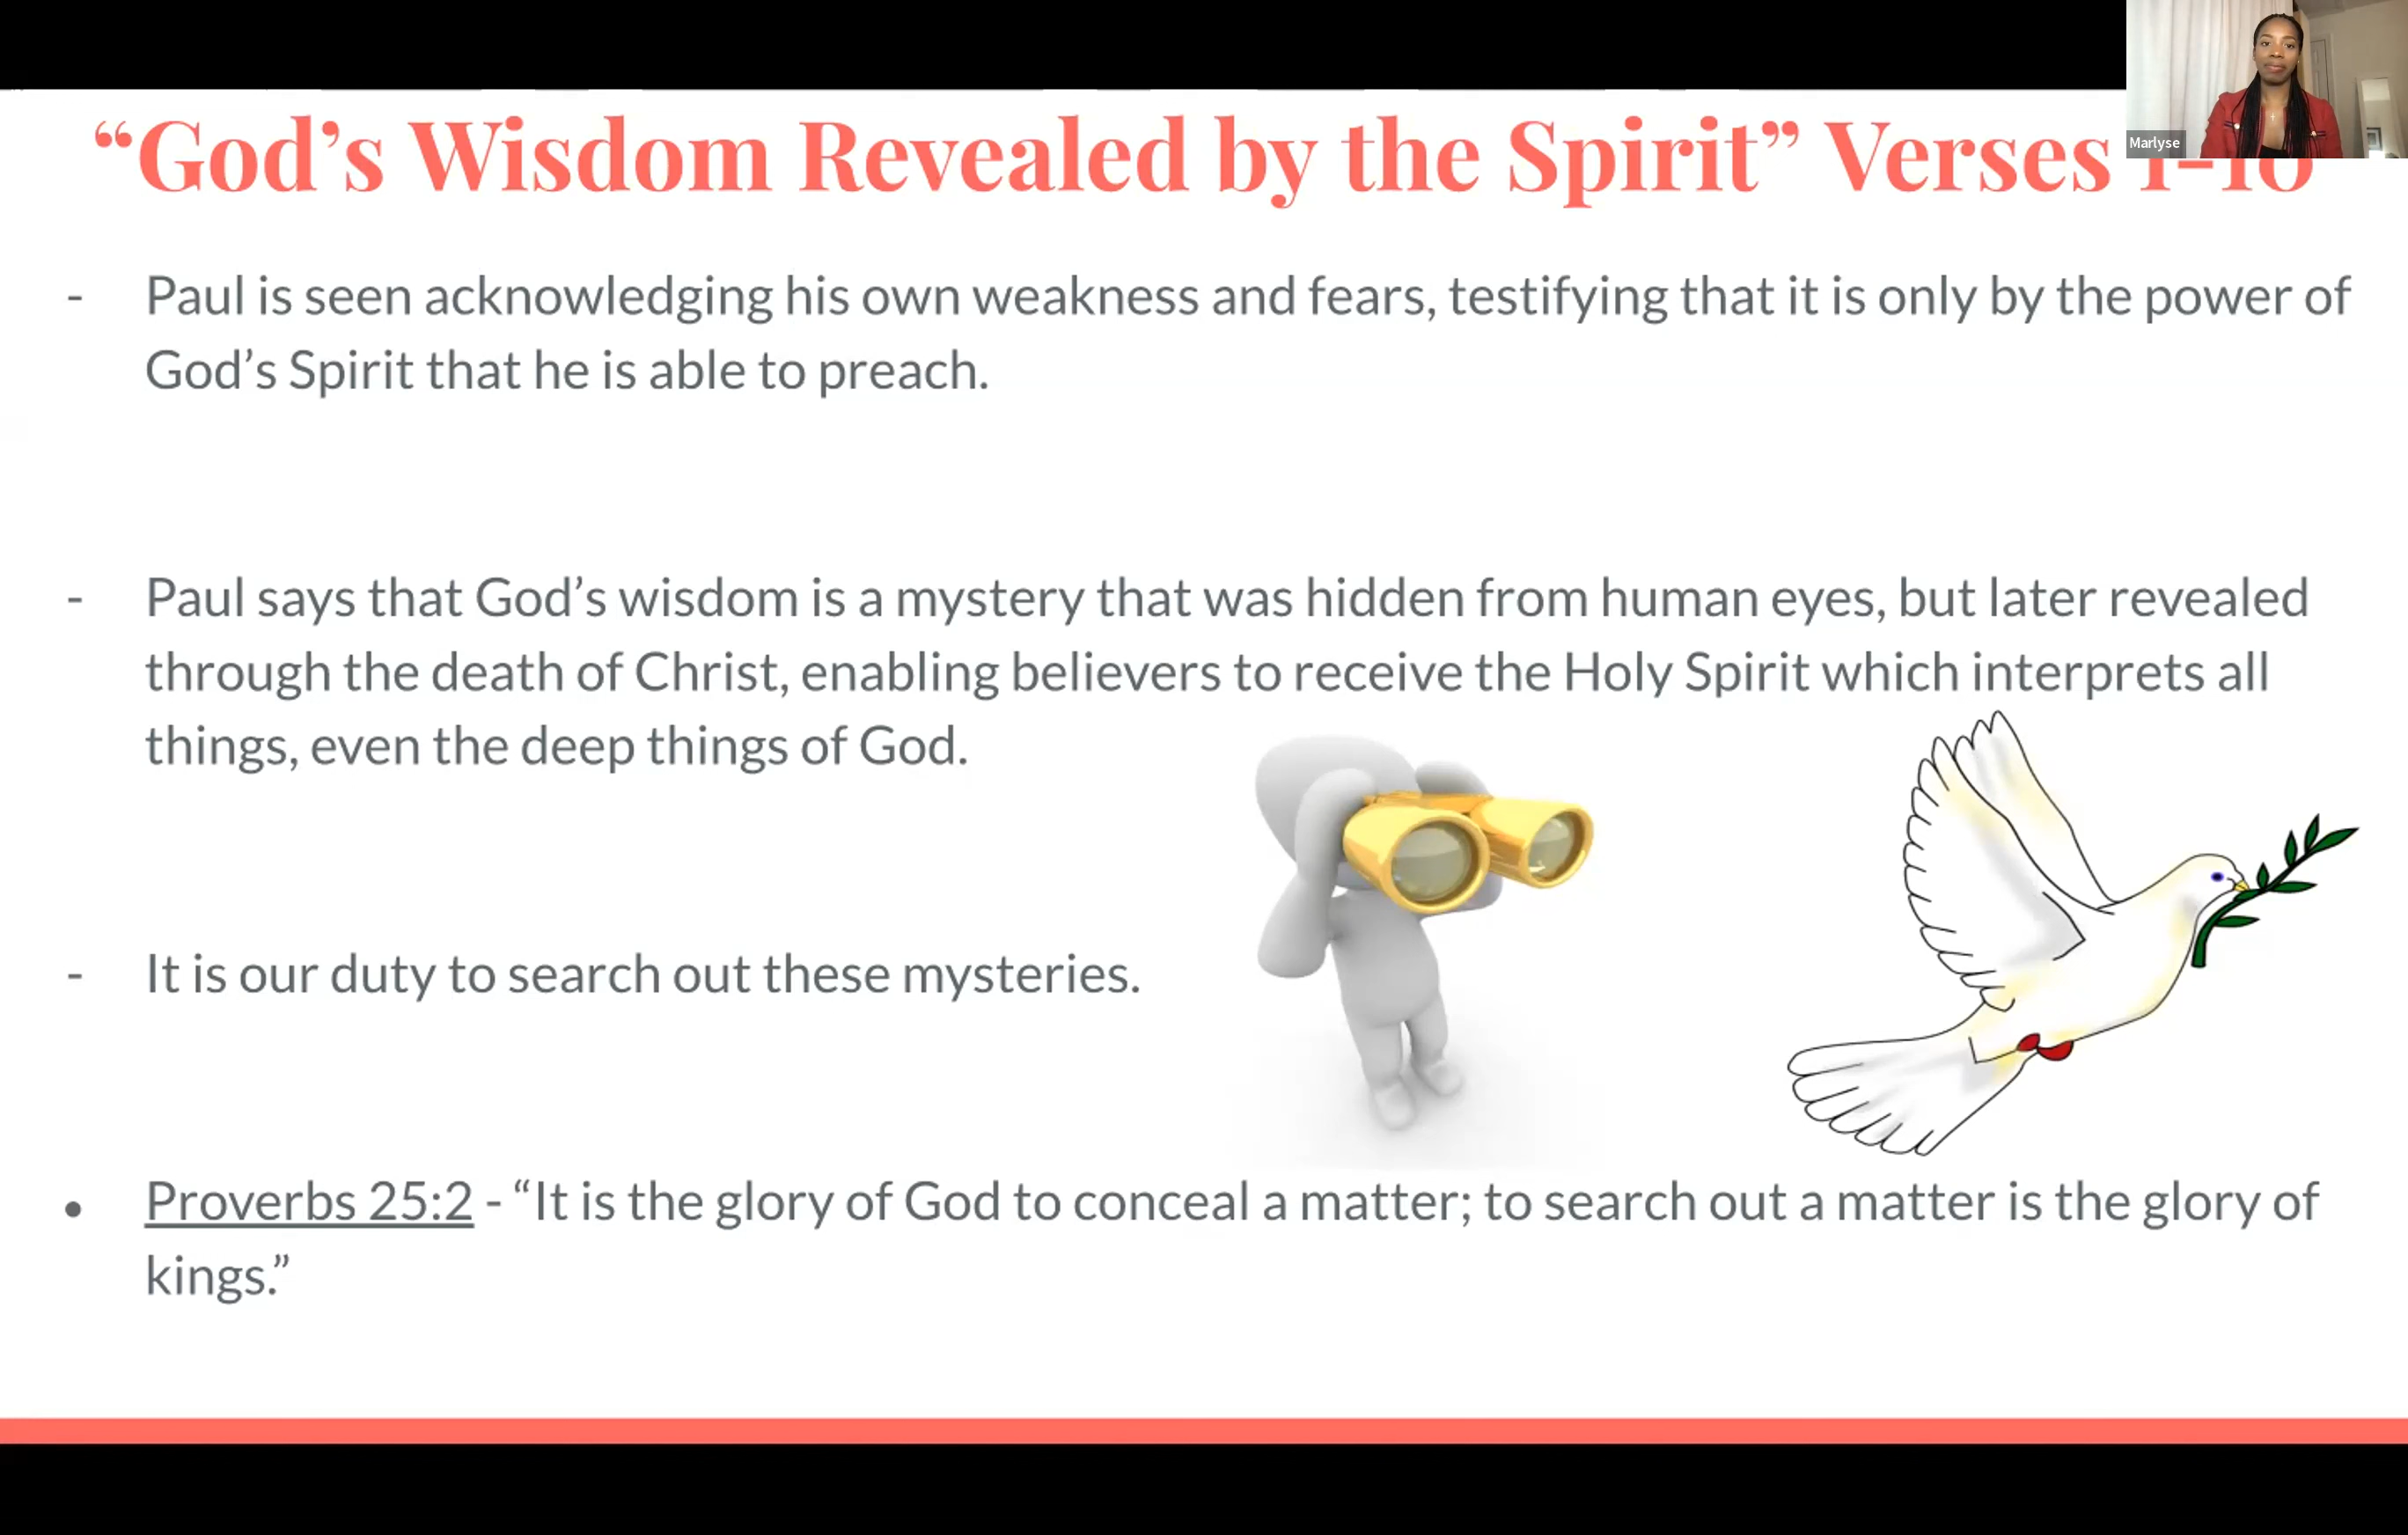 “God’s Wisdom Revealed by the Spirit” Verses 1-10
Marlyse
- Paul is seen acknowledging his own weakness and fears, testifying that it is only by the power of
God’s Spirit that he is able to preach.
- Paul says that God’s wisdom is a mystery that was hidden from human eyes, but later revealed
through the death of Christ, enabling believers to receive the Holy Spirit which interprets all
things, even the deep things of God.
- It is our duty to search out these mysteries.
● Proverbs 25:2 - “It is the glory of God to conceal a matter; to search out a matter is the glory of
kings.”